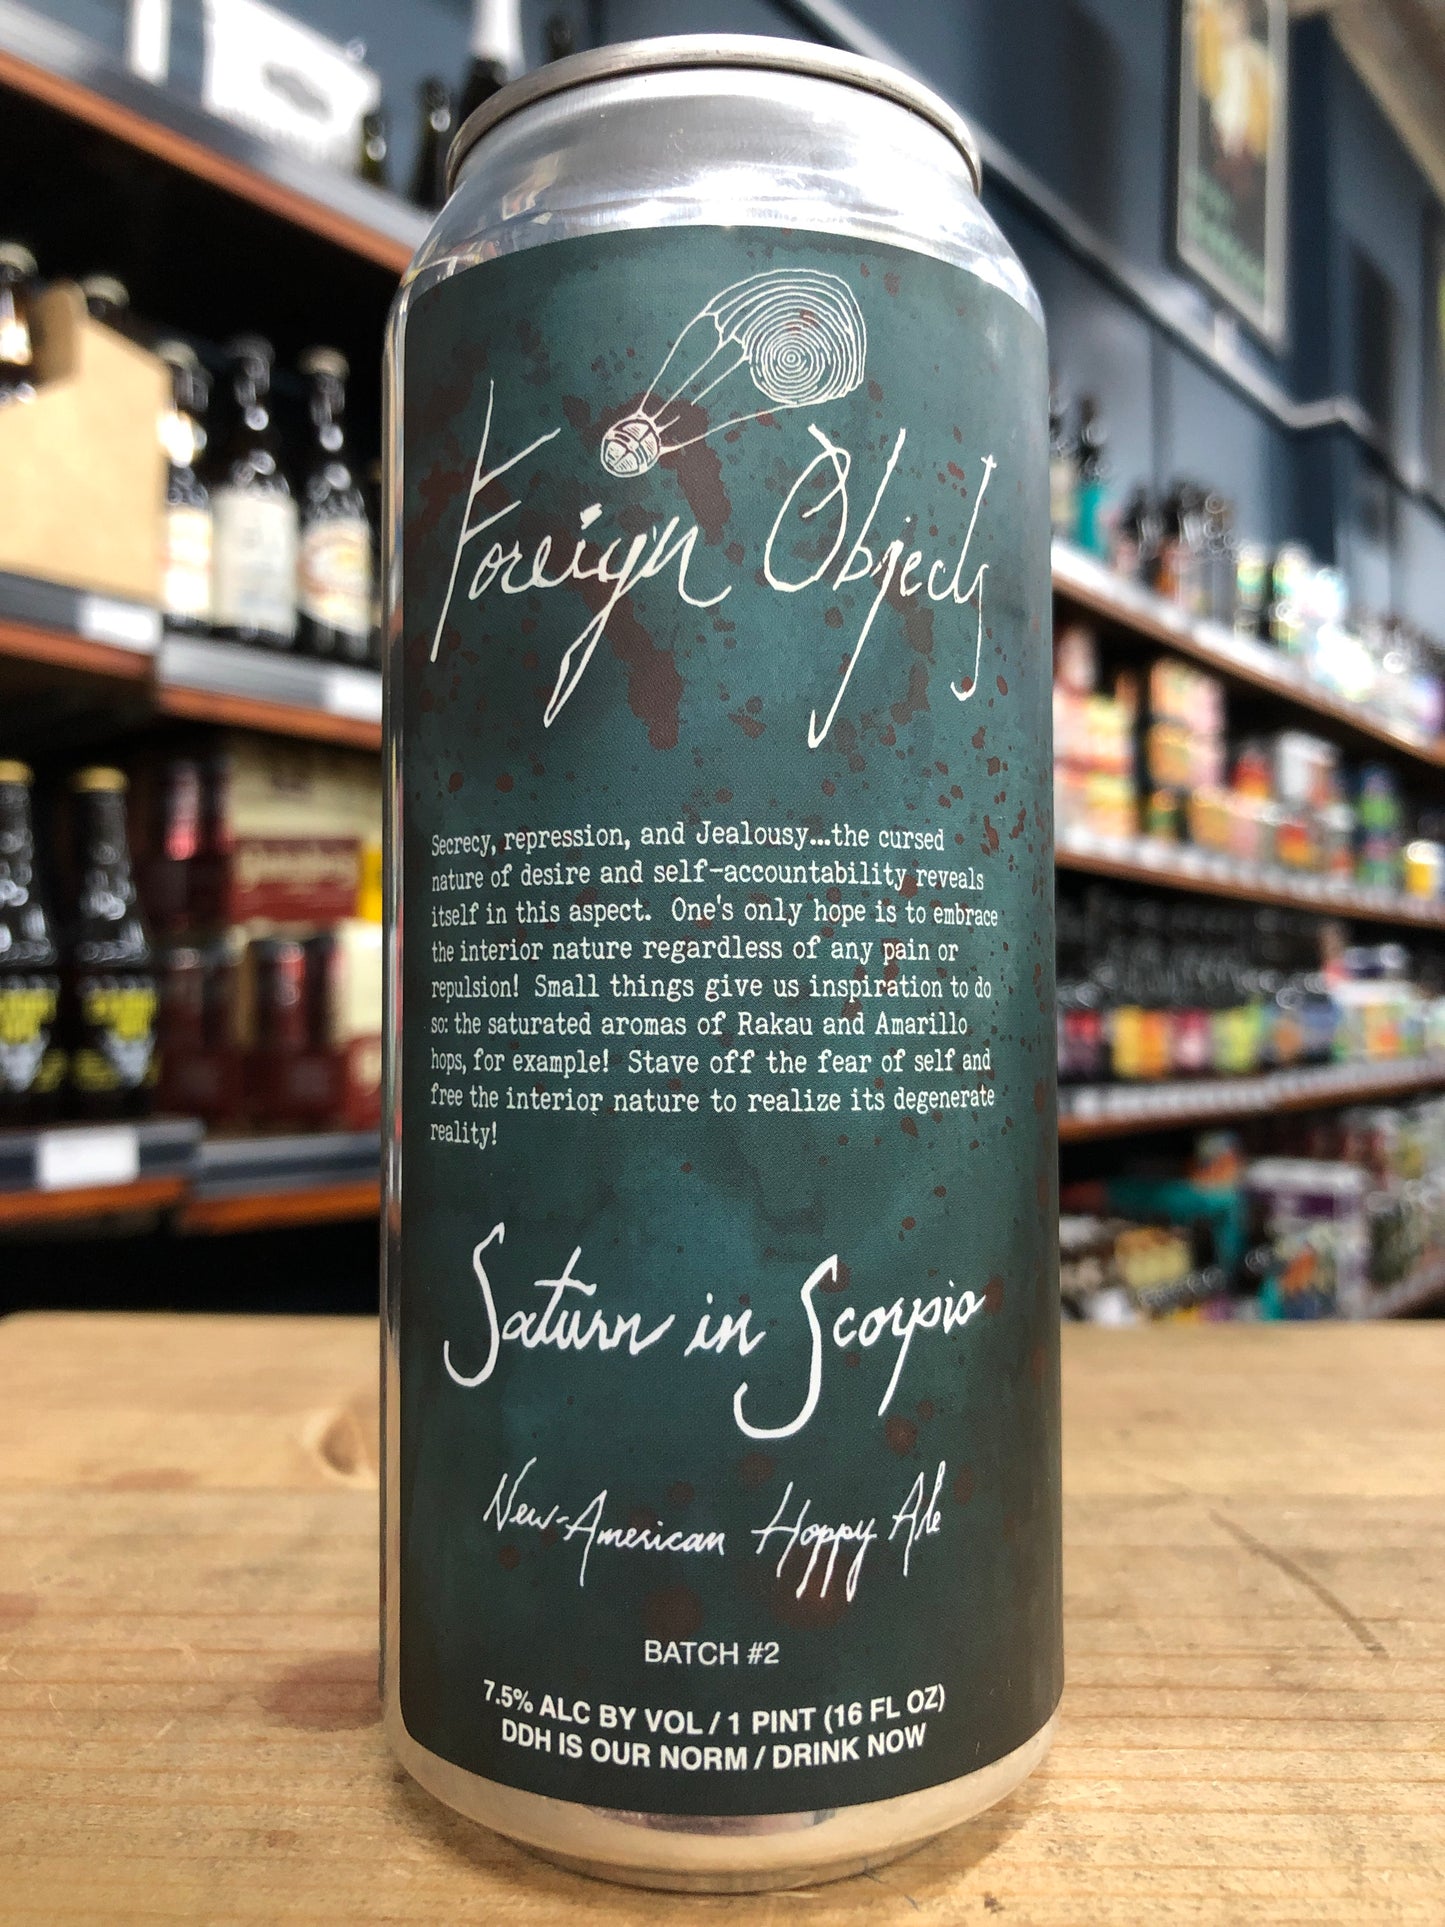 Foreign Objects
Secrecy, repression, and Jealousy...the cursed
nature of desire and self-accountability reveals
itself in this aspect. One's only hope is to embrace
the interior nature regardless of any pain or
repulsion! Small things give us inspiration to do
so: the saturated aromas of Rakau and Amarillo
hops, for example! Stave off the fear of self and
free the interior nature to realize its degenerate
reality!
Saturn in Scorpio
New-American Hoppy Ale
BATCH #2
7.5% ALC BY VOL / 1 PINT (16 FL OZ)
DDH IS OUR NORM / DRINK NOW